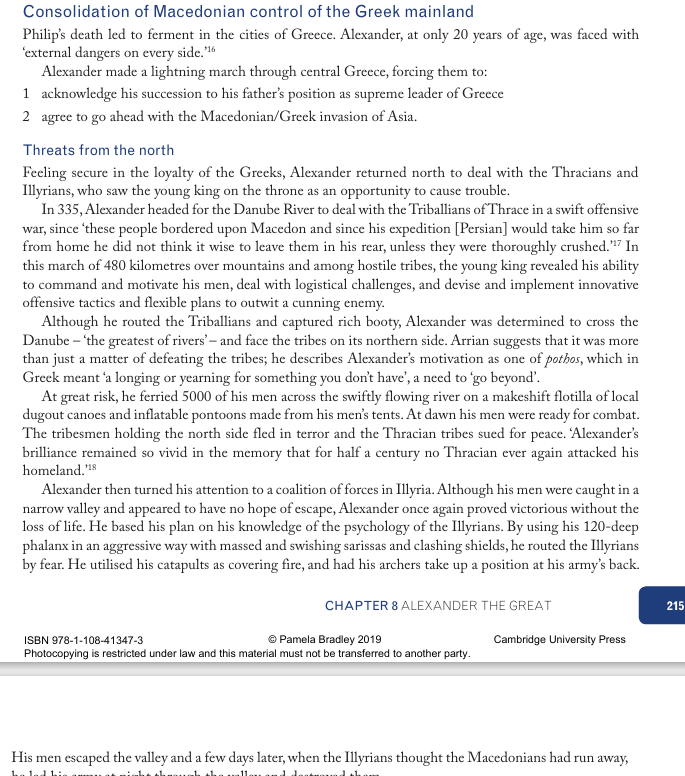 Consolidation of Macedonian control of the Greek mainland
Philip's death led to ferment in the cities of Greece. Alexander, at only 20 years of age, was faced with
'external dangers on every side.'16
Alexander made a lightning march through central Greece, forcing them to:
1 acknowledge his succession to his father's position as supreme leader of Greece
2 agree to go ahead with the Macedonian/Greek invasion of Asia.
Threats from the north
Feeling secure in the loyalty of the Greeks, Alexander returned north to deal with the Thracians and
Illyrians, who saw the young king on the throne as an opportunity to cause trouble.
In 335, Alexander headed for the Danube River to deal with the Triballians of Thrace in a swift offensive
war, since 'these people bordered upon Macedon and since his expedition [Persian] would take him so far
from home he did not think it wise to leave them in his rear, unless they were thoroughly crushed.'17 In
this march of 480 kilometres over mountains and among hostile tribes, the young king revealed his ability
to command and motivate his men, deal with logistical challenges, and devise and implement innovative
offensive tactics and flexible plans to outwit a cunning enemy.
Although he routed the Triballians and captured rich booty, Alexander was determined to cross the
Danube – 'the greatest of rivers' – and face the tribes on its northern side. Arrian suggests that it was more
than just a matter of defeating the tribes; he describes Alexander's motivation as one of pothos, which in
Greek meant 'a longing or yearning for something you don't have', a need to 'go beyond'.
At great risk, he ferried 5000 of his men across the swiftly flowing river on a makeshift flotilla of local
dugout canoes and inflatable pontoons made from his men's tents. At dawn his men were ready for combat.
The tribesmen holding the north side fled in terror and the Thracian tribes sued for peace. 'Alexander's
brilliance remained so vivid in the memory that for half a century no Thracian ever again attacked his
homeland.'18
Alexander then turned his attention to a coalition of forces in Illyria. Although his men were caught in a
narrow valley and appeared to have no hope of escape, Alexander once again proved victorious without the
loss of life. He based his plan on his knowledge of the psychology of the Illyrians. By using his 120-deep
phalanx in an aggressive way with massed and swishing sarissas and clashing shields, he routed the Illyrians
by fear. He utilised his catapults as covering fire, and had his archers take up a position at his army's back.
CHAPTER 8 ALEXANDER THE GREAT
215
ISBN 978-1-108-41347-3 © Pamela Bradley 2019 Cambridge University Press
Photocopying is restricted under law and this material must not be transferred to another party.
His men escaped the valley and a few days later, when the Illyrians thought the Macedonians had run away,
he led his army at night through the valley and destroyed them.